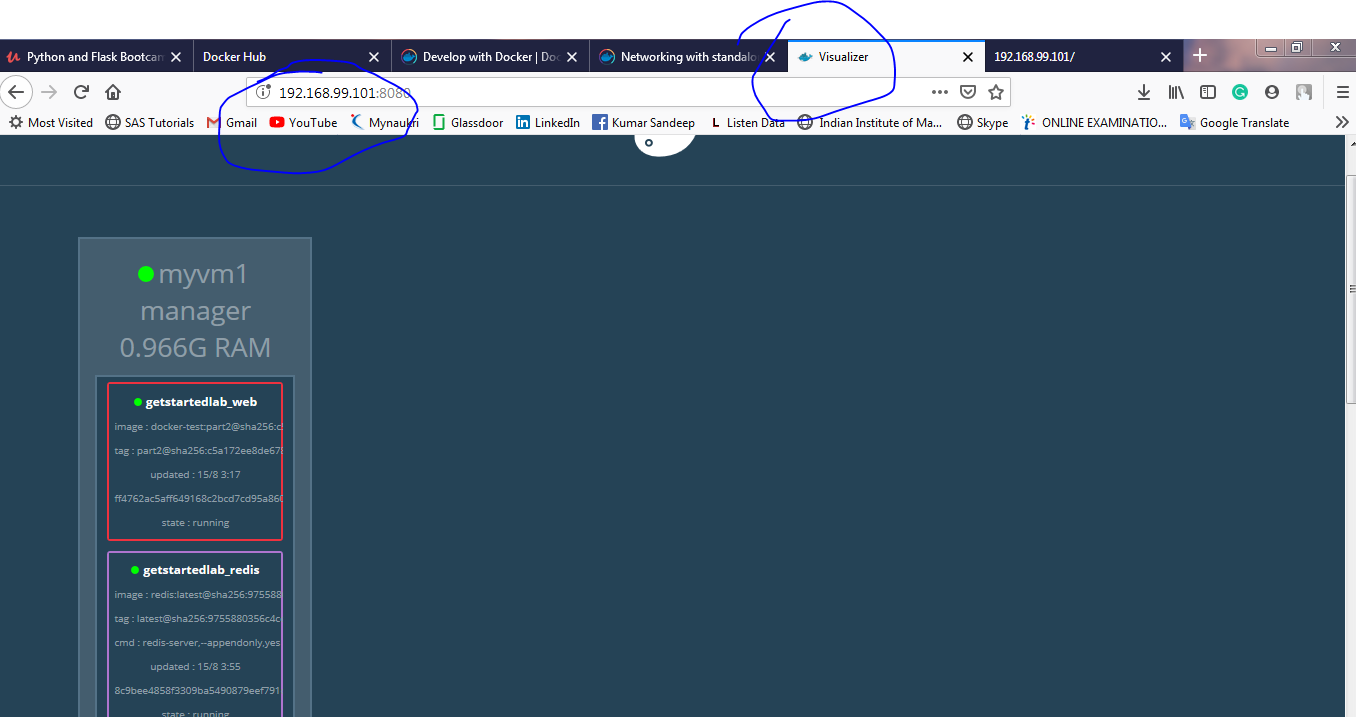 Python and Flask Bootcan
Docker Hub
Develop with Docker | Doc
Networking with standalo
Visualizer
192.168.99.101/
192.168.99.101:8080
Most Visited
SAS Tutorials
Gmail
YouTube
Mynaukri
Glassdoor
LinkedIn
Kumar Sandeep
Listen Data
Indian Institute of Ma...
Skype
ONLINE EXAMINATIO...
Google Translate
myvm1
manager
0.966G RAM
getstartedlab_web
image : docker-test:part2@sha256:c5
tag : part2@sha256:c5a172ee8de678
updated : 15/8 3:17
ff4762ac5aff649168c2bcd7cd95a860
state : running
getstartedlab_redis
image : redis:latest@sha256:975588
tag : latest@sha256:9755880356c4c
cmd : redis-server,--appendonly,yes
updated : 15/8 3:55
8c9bee4858f3309ba5490879eef791
state : running